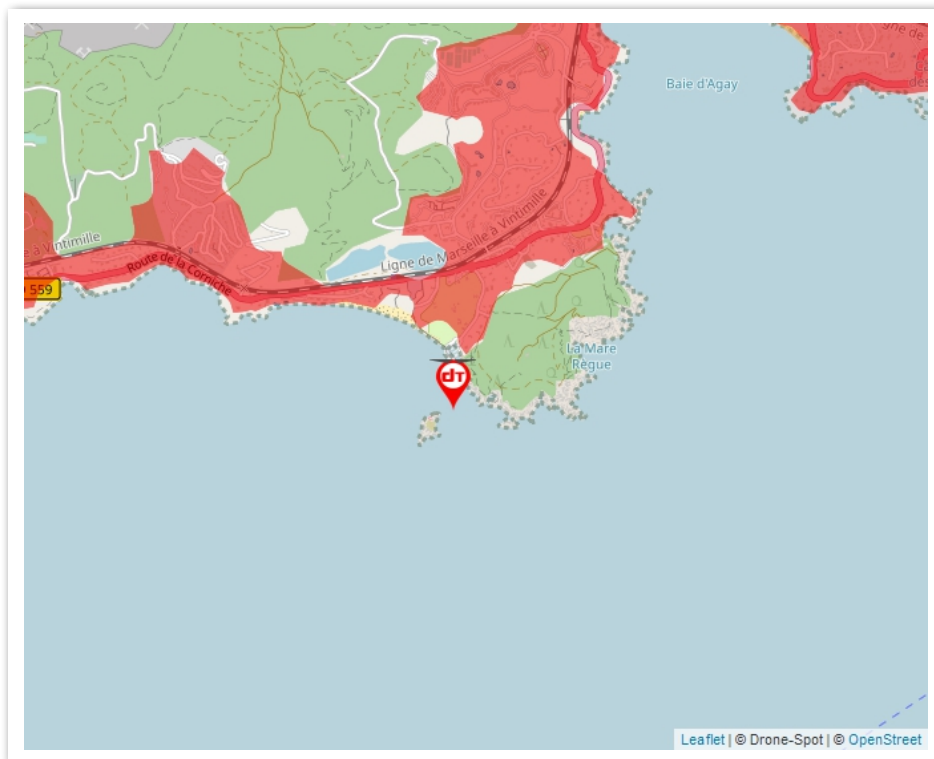 Baie d'Agay
Ligne de Marseille à Vintimille
e à Vintimille
Route de la Corniche
559
La Mare
Règue
dT
Leaflet | © Drone-Spot | © OpenStreet